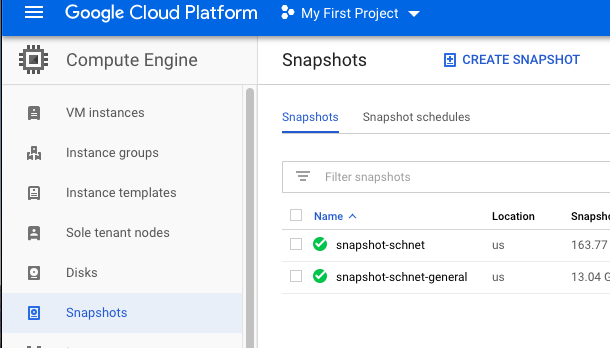 Google Cloud Platform My First Project
Compute Engine Snapshots CREATE SNAPSHOT
VM instances
Snapshots Snapshot schedules
Instance groups
Filter snapshots
Instance templates
Name Location
Sole tenant nodes
snapshot-schnet us 163.77
Disks
snapshot-schnet-general us 13.04
Snapshots